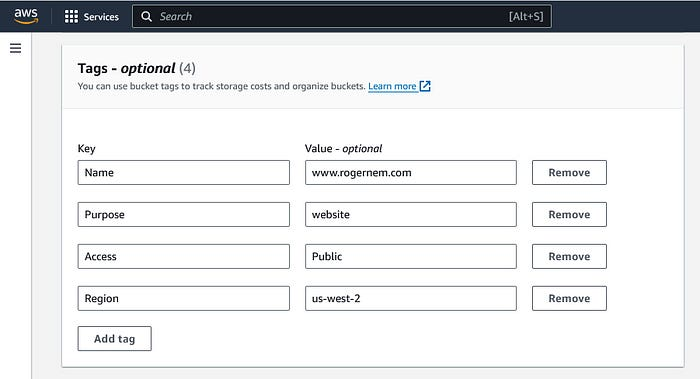 aws Services Search [Alt+S]
Tags - optional (4)
You can use bucket tags to track storage costs and organize buckets. Learn more
Key Value - optional
Name www.rogernem.com Remove
Purpose website Remove
Access Public Remove
Region us-west-2 Remove
Add tag